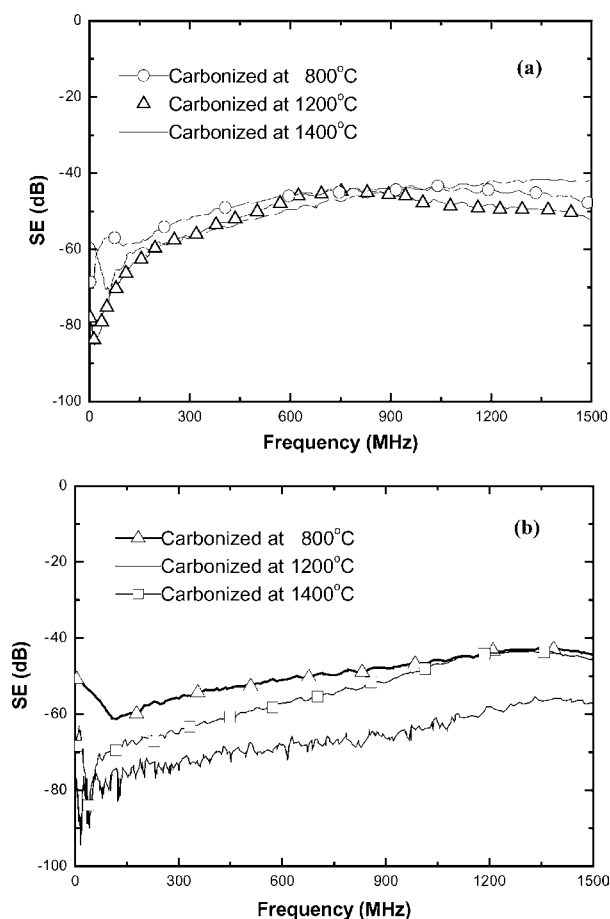 0
(a)
Carbonized at 800°C
Carbonized at 1200°C
Carbonized at 1400°C
-20
-40
-60
-80
-100
SE (dB)
0 300 600 900 1200 1500
Frequency (MHz)
0
(b)
Carbonized at 800°C
Carbonized at 1200°C
Carbonized at 1400°C
-20
-40
-60
-80
-100
SE (dB)
0 300 600 900 1200 1500
Frequency (MHz)